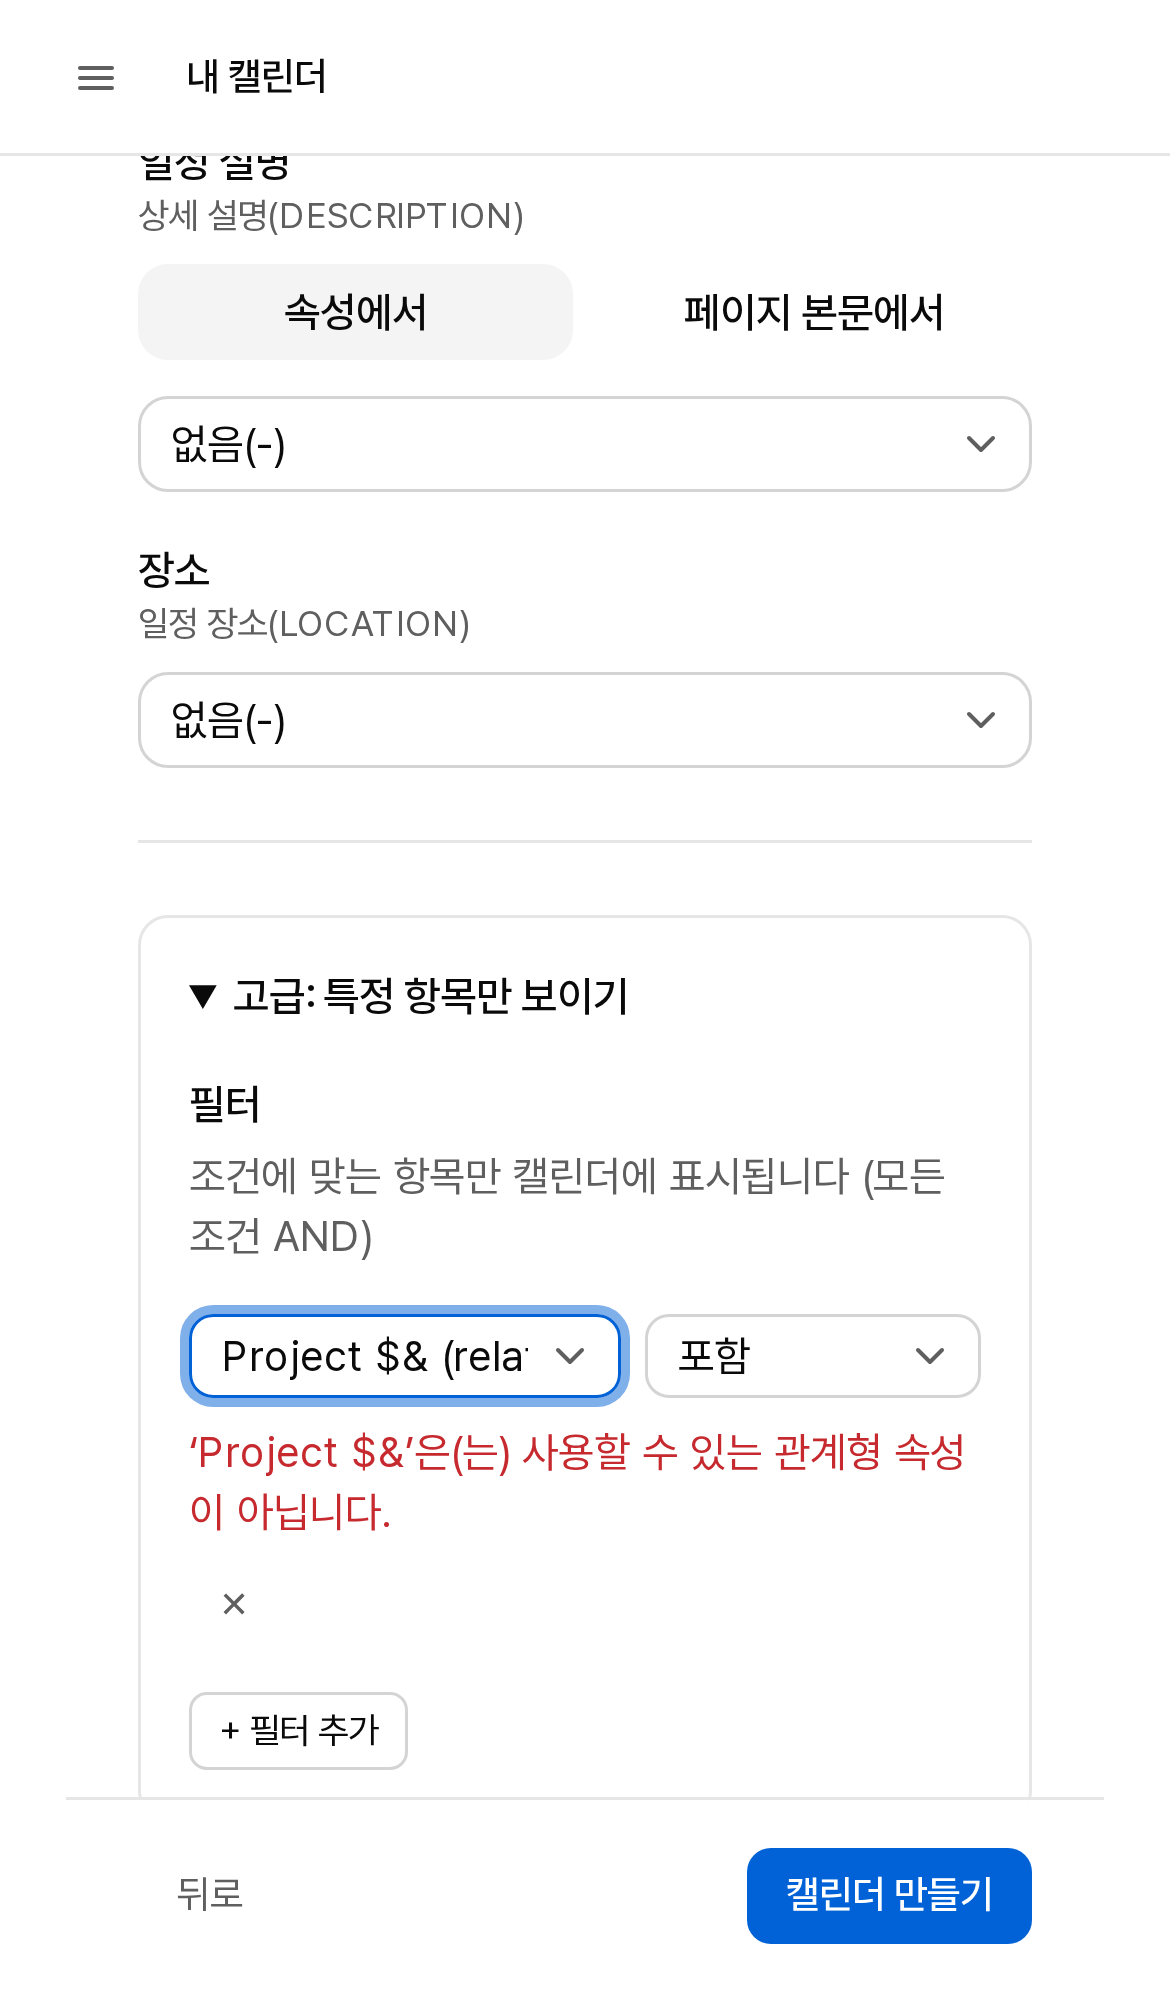 내 캘린더
일정 설명
상세 설명(DESCRIPTION)
속성에서
페이지 본문에서
없음(-)
장소
일정 장소(LOCATION)
없음(-)
▼ 고급: 특정 항목만 보이기
필터
조건에 맞는 항목만 캘린더에 표시됩니다 (모든
조건 AND)
Project $& (relat
포함
‘Project $&’은(는) 사용할 수 있는 관계형 속성
이 아닙니다.
×
+ 필터 추가
뒤로
캘린더 만들기